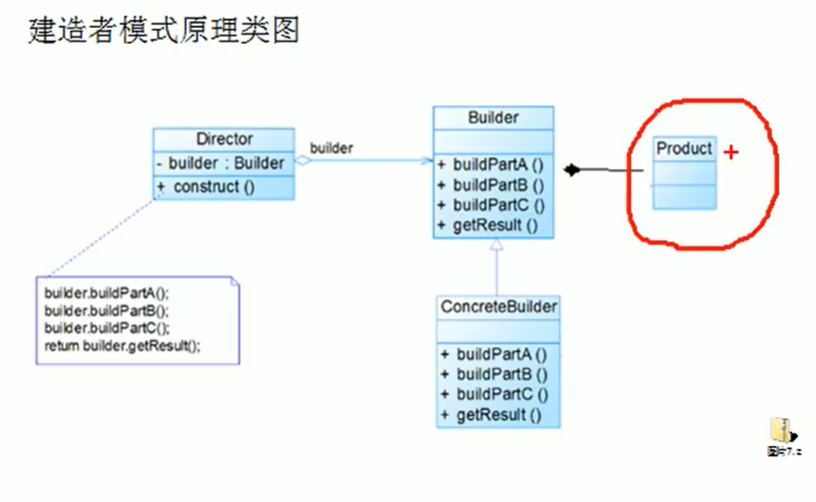 建造者模式原理类图
Director
- builder : Builder
+ construct ()
builder
Builder
+ buildPartA ()
+ buildPartB ()
+ buildPartC ()
+ getResult ()
Product
builder.buildPartA();
builder.buildPartB();
builder.buildPartC();
return builder.getResult();
ConcreteBuilder
+ buildPartA ()
+ buildPartB ()
+ buildPartC ()
+ getResult ()
图片7.z